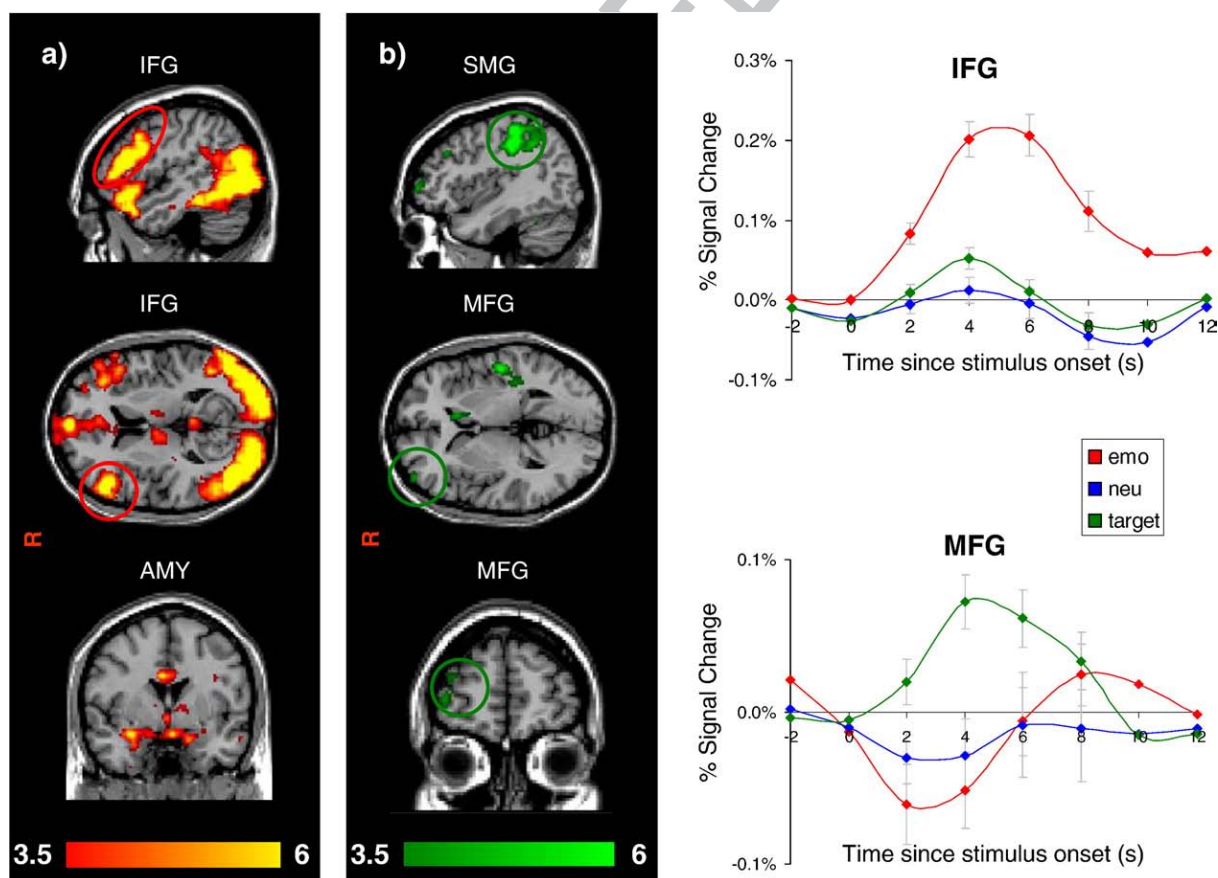 a)
IFG
IFG
R
AMY
3.5
6
b)
SMG
MFG
R
MFG
3.5
6
IFG
% Signal Change
0.3%
0.2%
0.1%
0.0%
-0.1%
-2 0 2 4 6 8 10 12
Time since stimulus onset (s)
emo
neu
target
MFG
% Signal Change
0.1%
0.0%
-0.1%
-2 0 2 4 6 8 10 12
Time since stimulus onset (s)